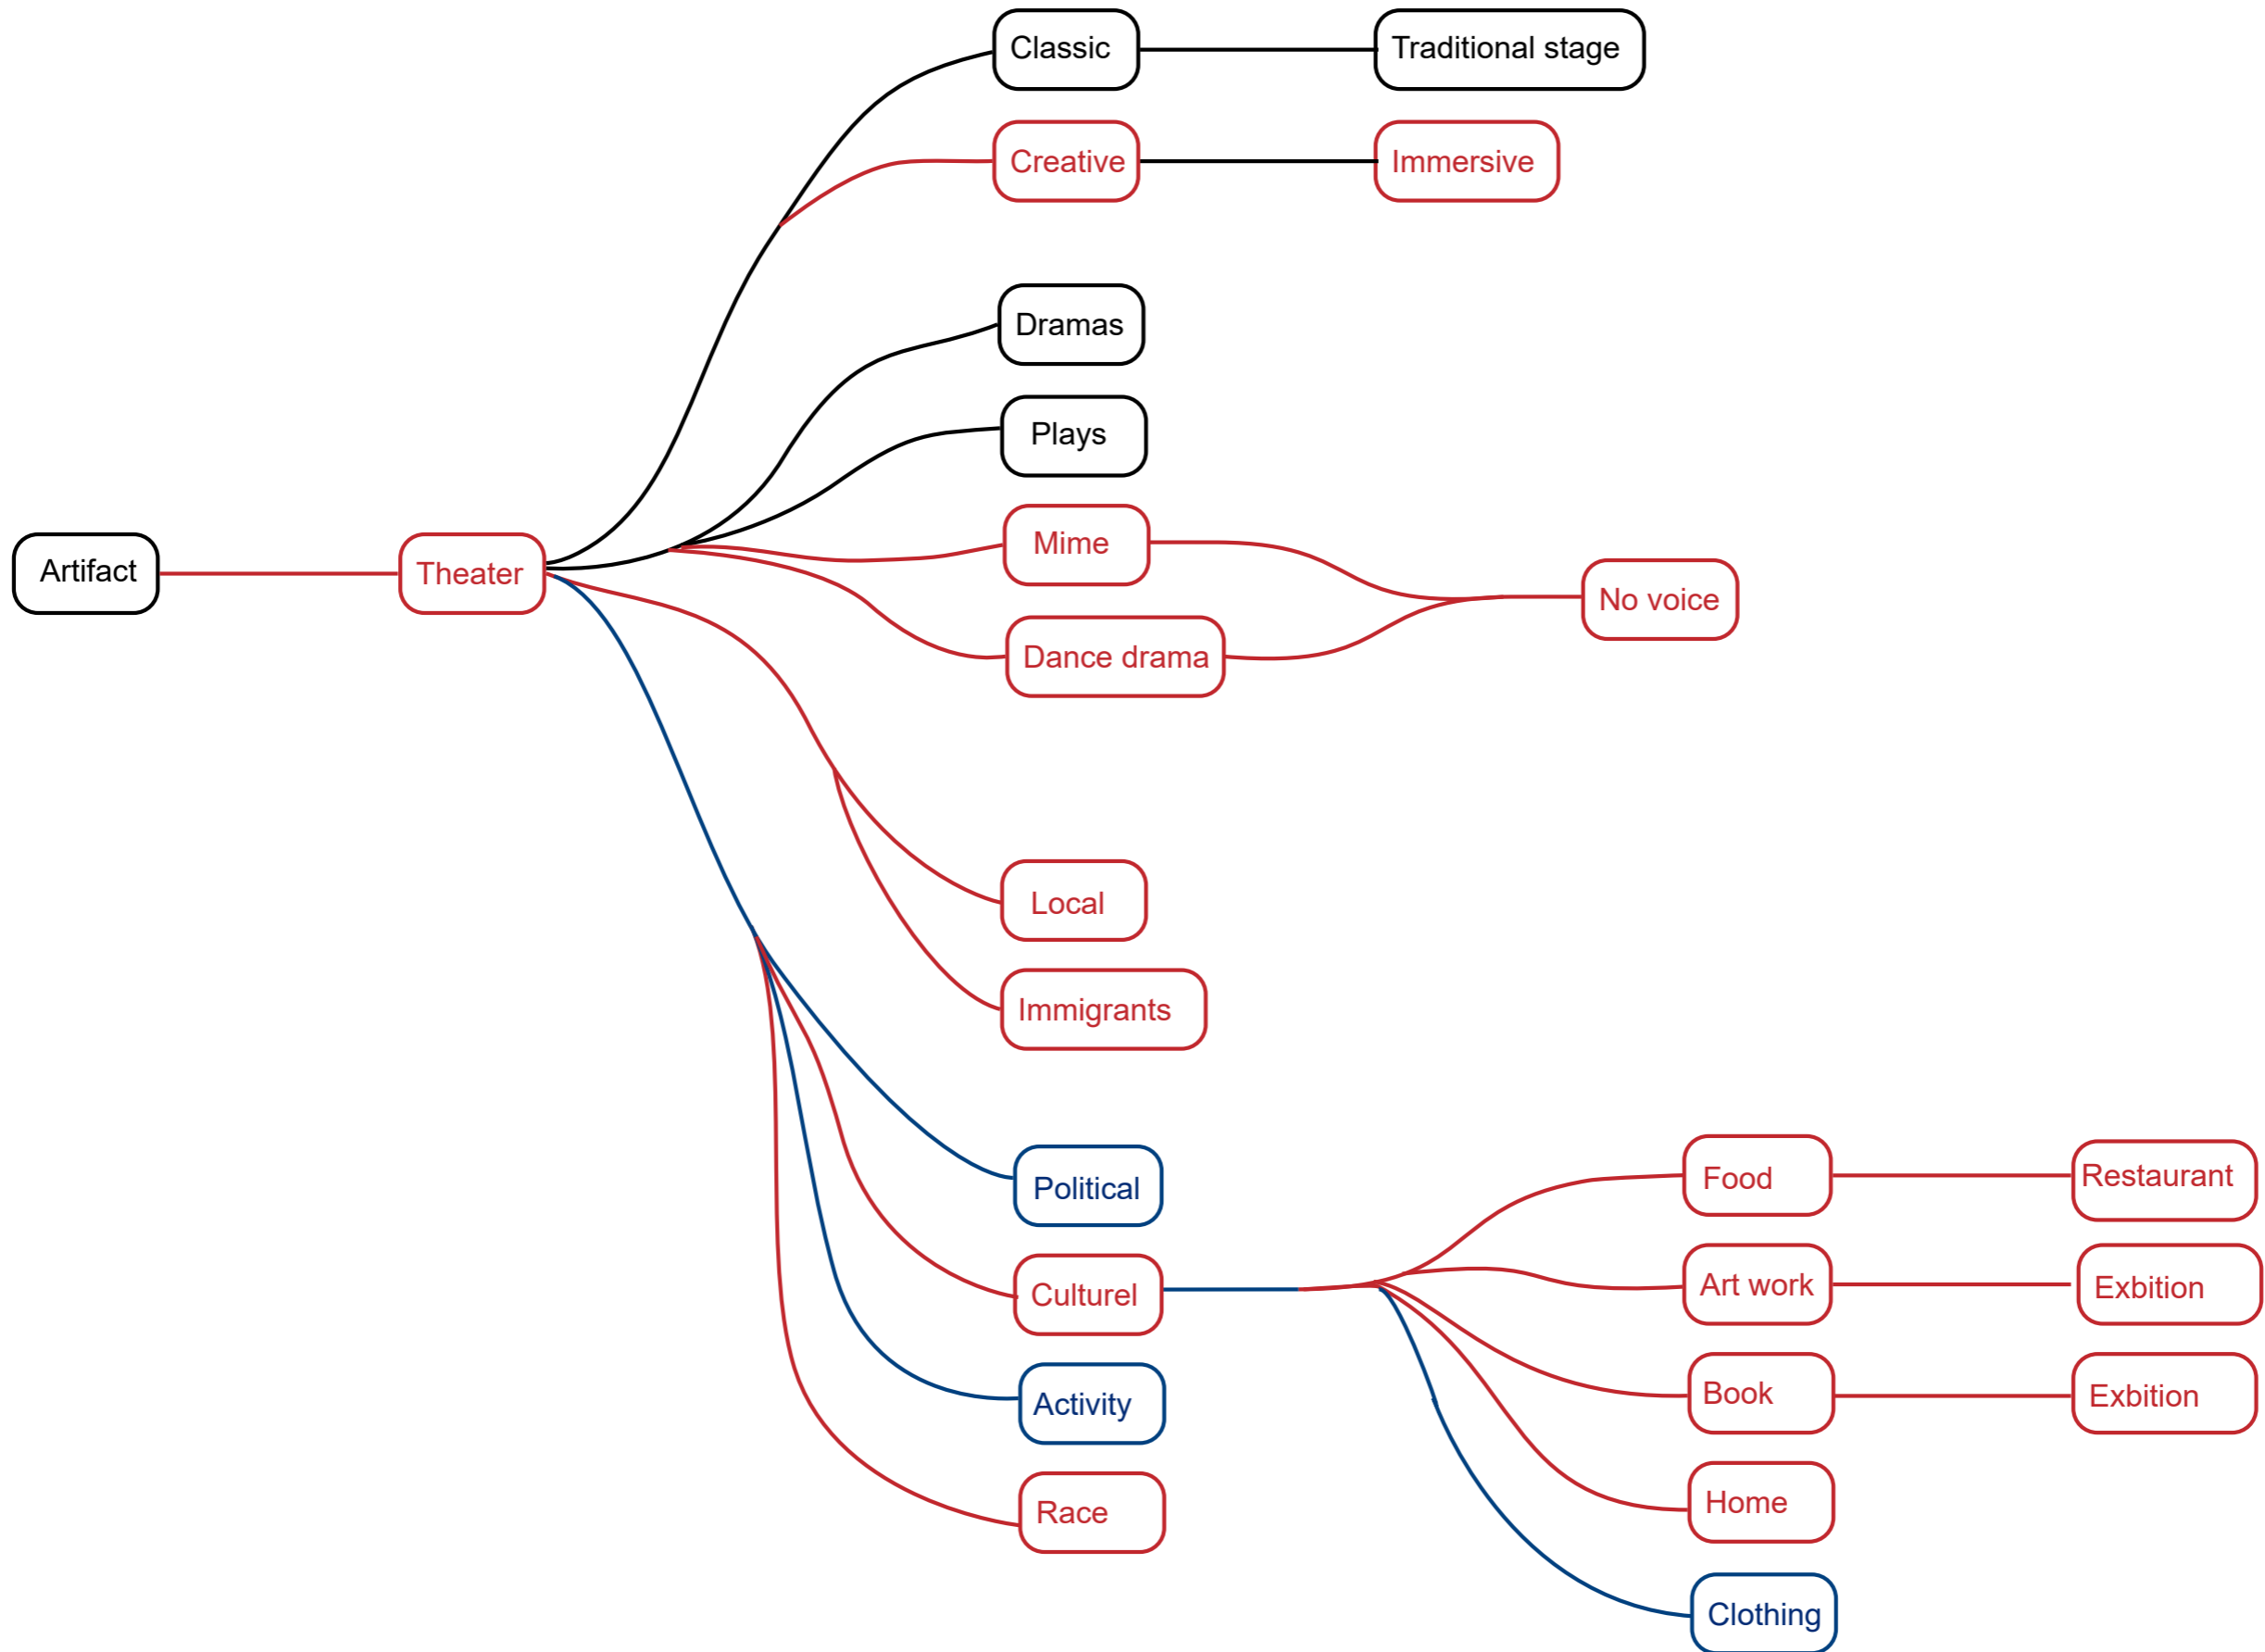 Artifact
Theater
Classic
Traditional stage
Creative
Immersive
Dramas
Plays
Mime
Dance drama
No voice
Local
Immigrants
Political
Culturel
Activity
Race
Food
Restaurant
Art work
Exbition
Book
Exbition
Home
Clothing